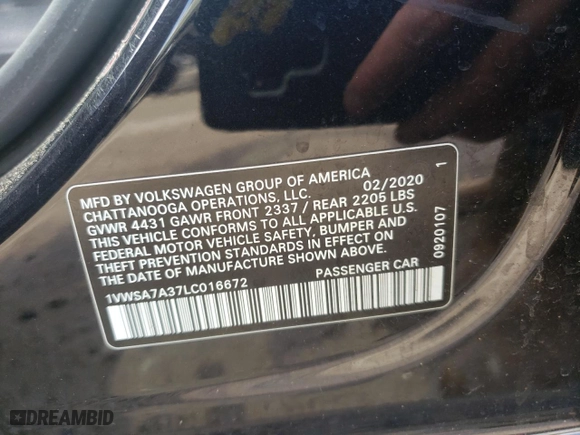 MFD BY VOLKSWAGEN GROUP OF AMERICA
CHATTANOOGA OPERATIONS, LLC. 02/2020 1
GVWR 4431 GAWR FRONT 2337 / REAR 2205 LBS
THIS VEHICLE CONFORMS TO ALL APPLICABLE U.S.
FEDERAL MOTOR VEHICLE SAFETY, BUMPER AND
THEFT PREVENTION STANDARDS IN EFFECT ON
THE DATE OF MANUFACTURE SHOWN ABOVE.
1VWSA7A37LC016672 PASSENGER CAR
0920107
DREAMBID